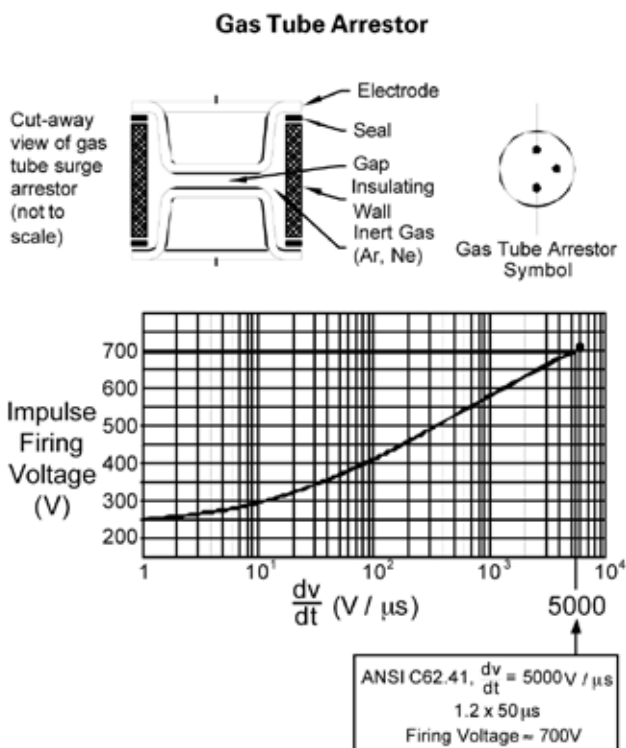 Gas Tube Arrestor
Cut-away
view of gas
tube surge
arrestor
(not to
scale)
Electrode
Seal
Gap
Insulating
Wall
Inert Gas
(Ar, Ne)
Gas Tube Arrestor
Symbol
Impulse
Firing
Voltage
(V)
700
600
500
400
300
200
1
10¹
10²
10³
10⁴
dv
dt (V / µs)
5000
ANSI C62.41, dv/dt = 5000V / µs
1.2 x 50µs
Firing Voltage ≈ 700V